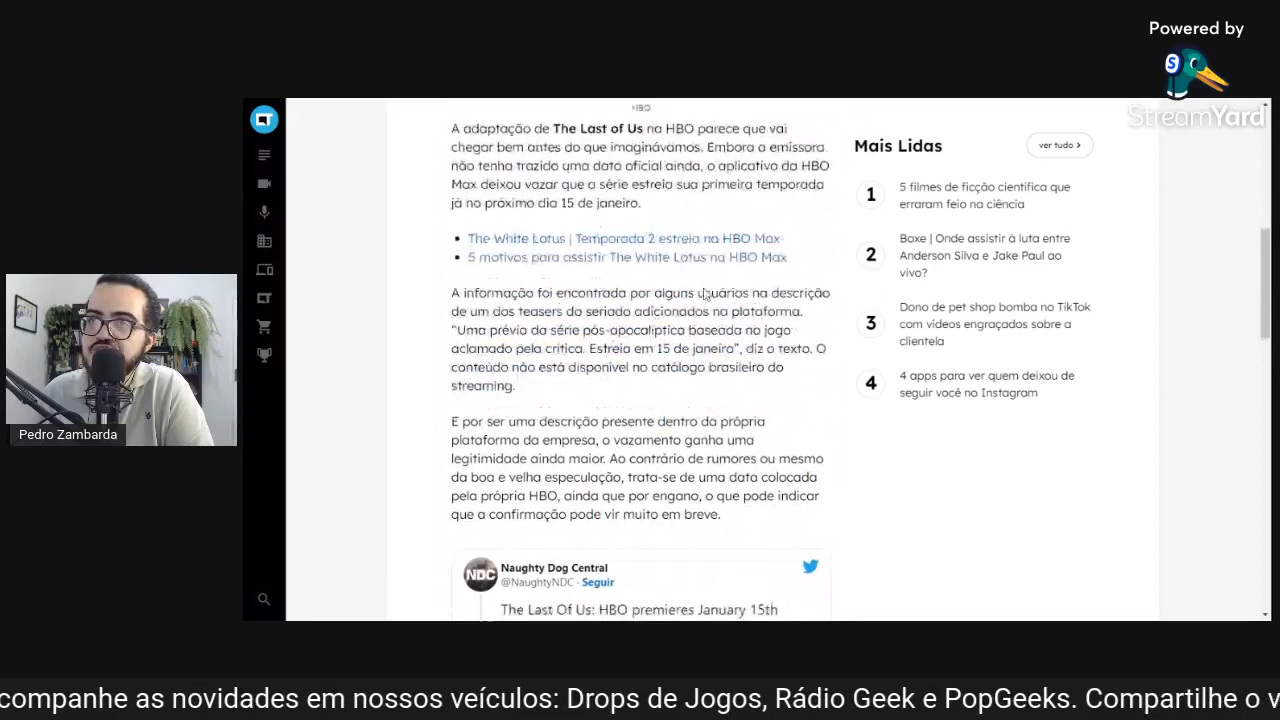 Powered by
StreamYard
HBO
A adaptação de The Last of Us na HBO parece que vai
chegar bem antes do que imaginávamos. Embora a emissora
não tenha trazido uma data oficial ainda, o aplicativo da HBO
Max deixou vazar que a série estreia sua primeira temporada
já no próximo dia 15 de janeiro.
The White Lotus | Temporada 2 estreia na HBO Max
5 motivos para assistir The White Lotus na HBO Max
A informação foi encontrada por alguns usuários na descrição
de um dos teasers do seriado adicionados na plataforma.
“Uma prévia da série pós-apocalíptica baseada no jogo
aclamado pela crítica. Estreia em 15 de janeiro”, diz o texto. O
conteúdo não está disponível no catálogo brasileiro do
streaming.
E por ser uma descrição presente dentro da própria
plataforma da empresa, o vazamento ganha uma
legitimidade ainda maior. Ao contrário de rumores ou mesmo
da boa e velha especulação, trata-se de uma data colocada
pela própria HBO, ainda que por engano, o que pode indicar
que a confirmação pode vir muito em breve.
NDC
Naughty Dog Central
@NaughtyNDC · Seguir
The Last Of Us: HBO premieres January 15th
Mais Lidas
ver tudo
1
5 filmes de ficção científica que
erraram feio na ciência
2
Boxe | Onde assistir à luta entre
Anderson Silva e Jake Paul ao
vivo?
3
Dono de pet shop bomba no TikTok
com vídeos engraçados sobre a
clientela
4
4 apps para ver quem deixou de
seguir você no Instagram
Pedro Zambarda
companhe as novidades em nossos veículos: Drops de Jogos, Rádio Geek e PopGeeks. Compartilhe o v